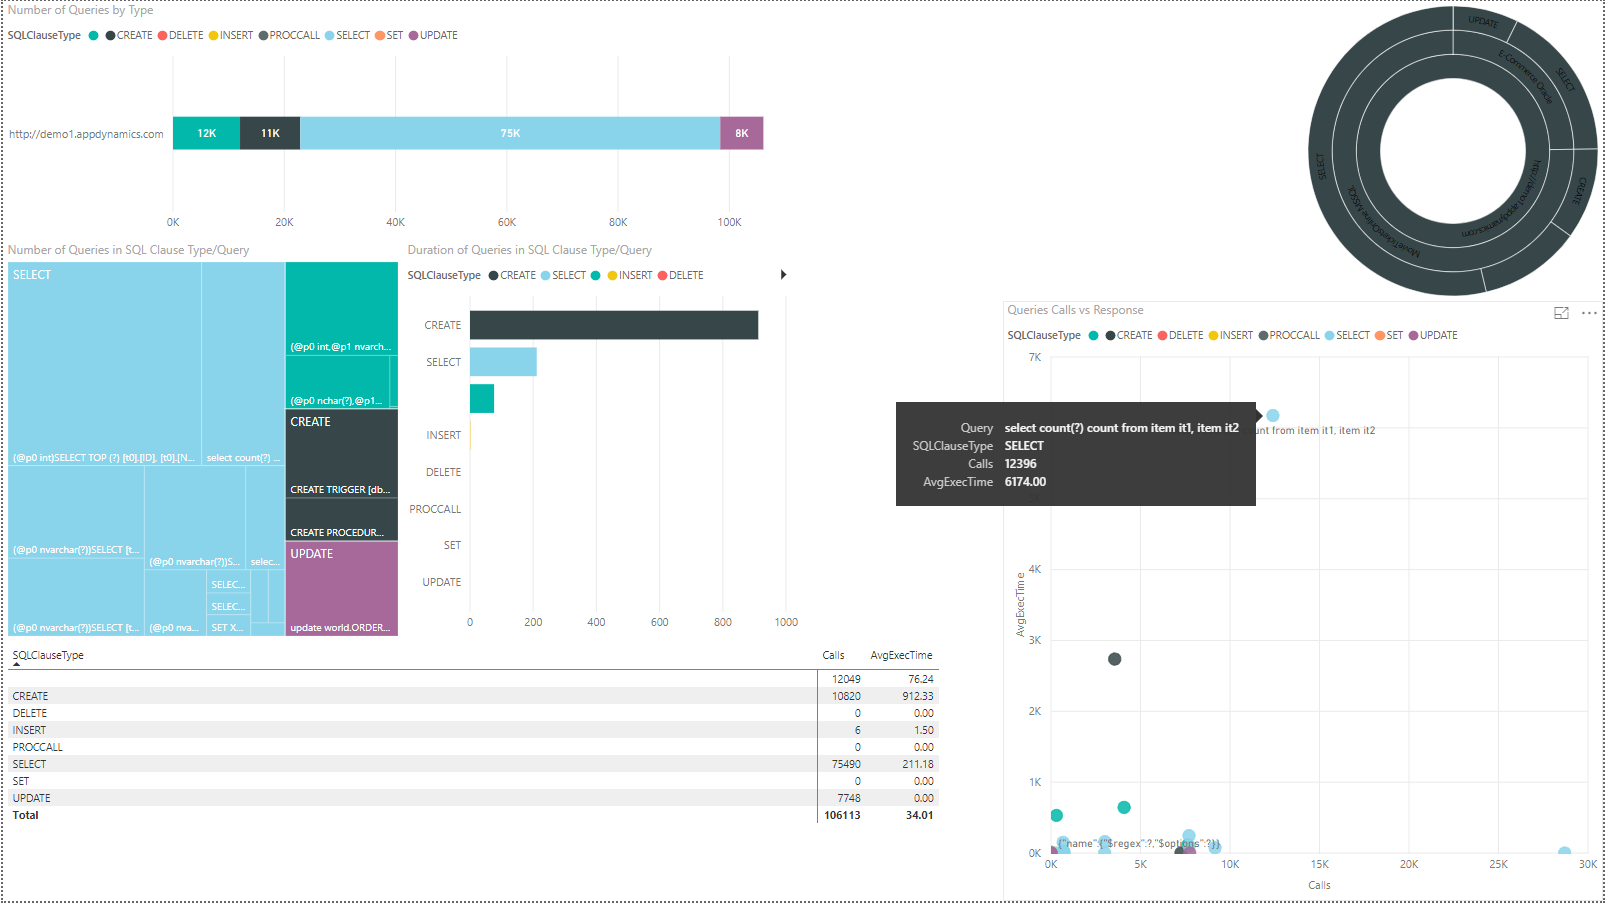 Number of Queries by Type
SQLClauseType CREATE DELETE INSERT PROCCALL SELECT SET UPDATE
http://demo1.appdynamics.com
12K 11K 75K 8K
0K 20K 40K 60K 80K 100K
UPDATE
SELECT
CREATE
SELECT
E-Commerce Oracle
MovieTicketsOnline MSSQL
http://demo1.appdynamics.com
Number of Queries in SQL Clause Type/Query
SELECT
(@p0 int)SELECT TOP (?) [t0].[ID], [t0].[N...
select count(?) ...
(@p0 nvarchar(?))SELECT [t...
(@p0 nvarchar(?))S...
selec...
(@p0 nvarchar(?))SELECT [t...
(@p0 nva...
SELEC...
SELEC...
SET X...
(@p0 int,@p1 nvarch...
(@p0 nchar(?),@p1...
CREATE
CREATE TRIGGER [db...
CREATE PROCEDUR...
UPDATE
update world.ORDER...
Duration of Queries in SQL Clause Type/Query
SQLClauseType CREATE SELECT INSERT DELETE
CREATE
SELECT
INSERT
DELETE
PROCCALL
SET
UPDATE
0 200 400 600 800 1000
Queries Calls vs Response
SQLClauseType CREATE DELETE INSERT PROCCALL SELECT SET UPDATE
7K
4K
3K
2K
1K
0K
AvgExecTime
unt from item it1, item it2
Query select count(?) count from item it1, item it2
SQLClauseType SELECT
Calls 12396
AvgExecTime 6174.00
{"name":{"$regex":?,"$options":?}}
0K 5K 10K 15K 20K 25K 30K
Calls
SQLClauseType Calls AvgExecTime
12049 76.24
CREATE 10820 912.33
DELETE 0 0.00
INSERT 6 1.50
PROCCALL 0 0.00
SELECT 75490 211.18
SET 0 0.00
UPDATE 7748 0.00
Total 106113 34.01